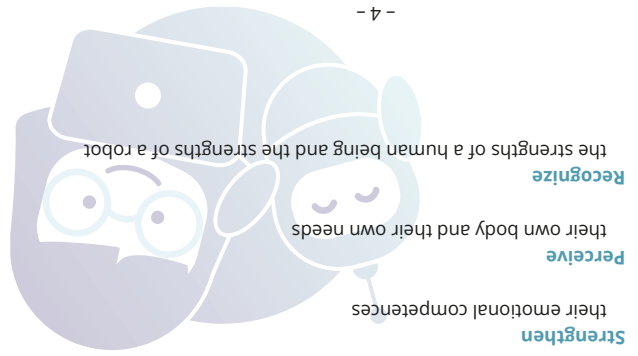 Strengthen
their emotional competences
Perceive
their own body and their own needs
Recognize
the strengths of a human being and the strengths of a robot
– 4 –